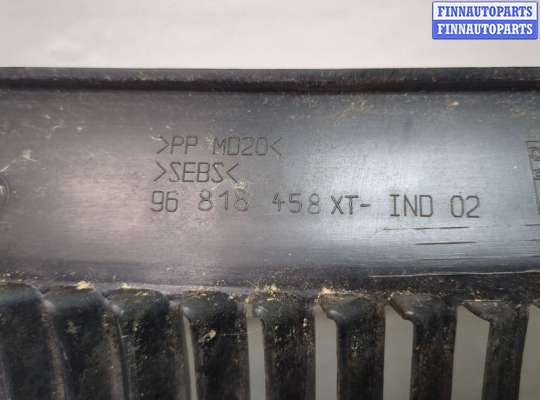 FINNAUTOPARTS
FINNAUTOPARTS
>PP MD20<
>SEBS<
96 818 458 XT- IND 02